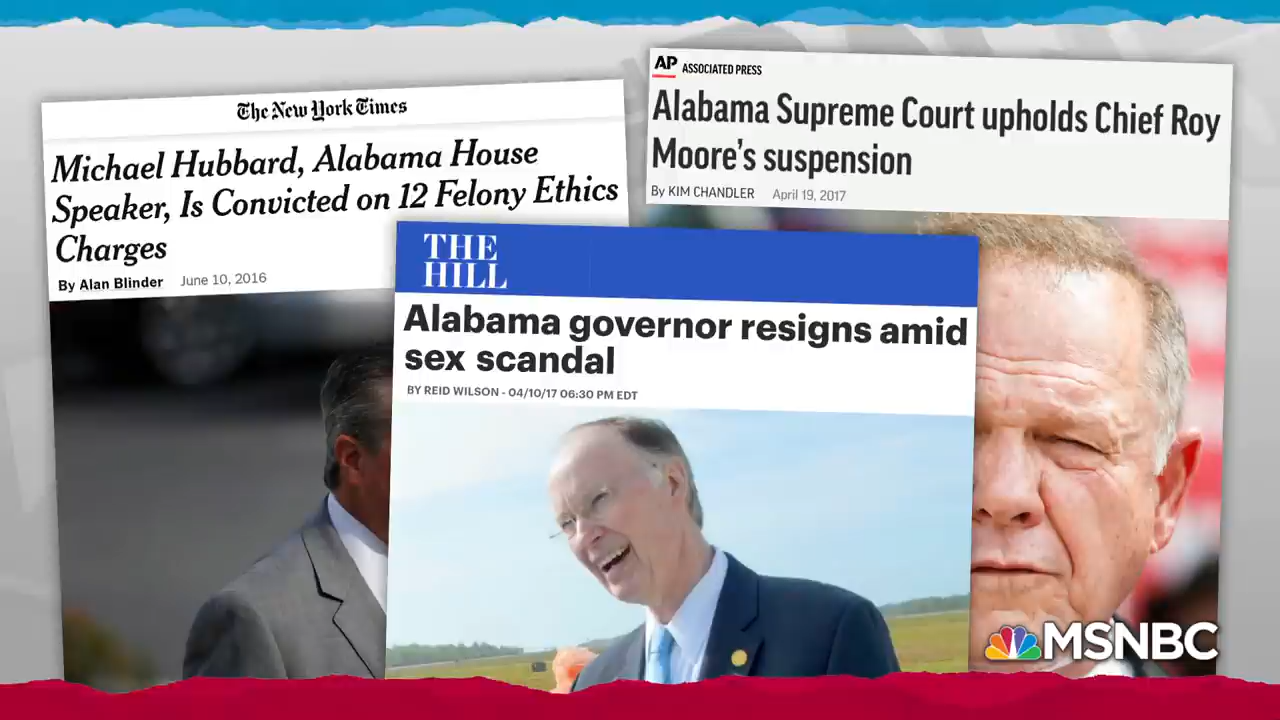 The New York Times
Michael Hubbard, Alabama House
Speaker, Is Convicted on 12 Felony Ethics
Charges
By Alan Blinder June 10, 2016
AP ASSOCIATED PRESS
Alabama Supreme Court upholds Chief Roy
Moore's suspension
By KIM CHANDLER April 19, 2017
THE
HILL
Alabama governor resigns amid
sex scandal
BY REID WILSON - 04/10/17 06:30 PM EDT
MSNBC